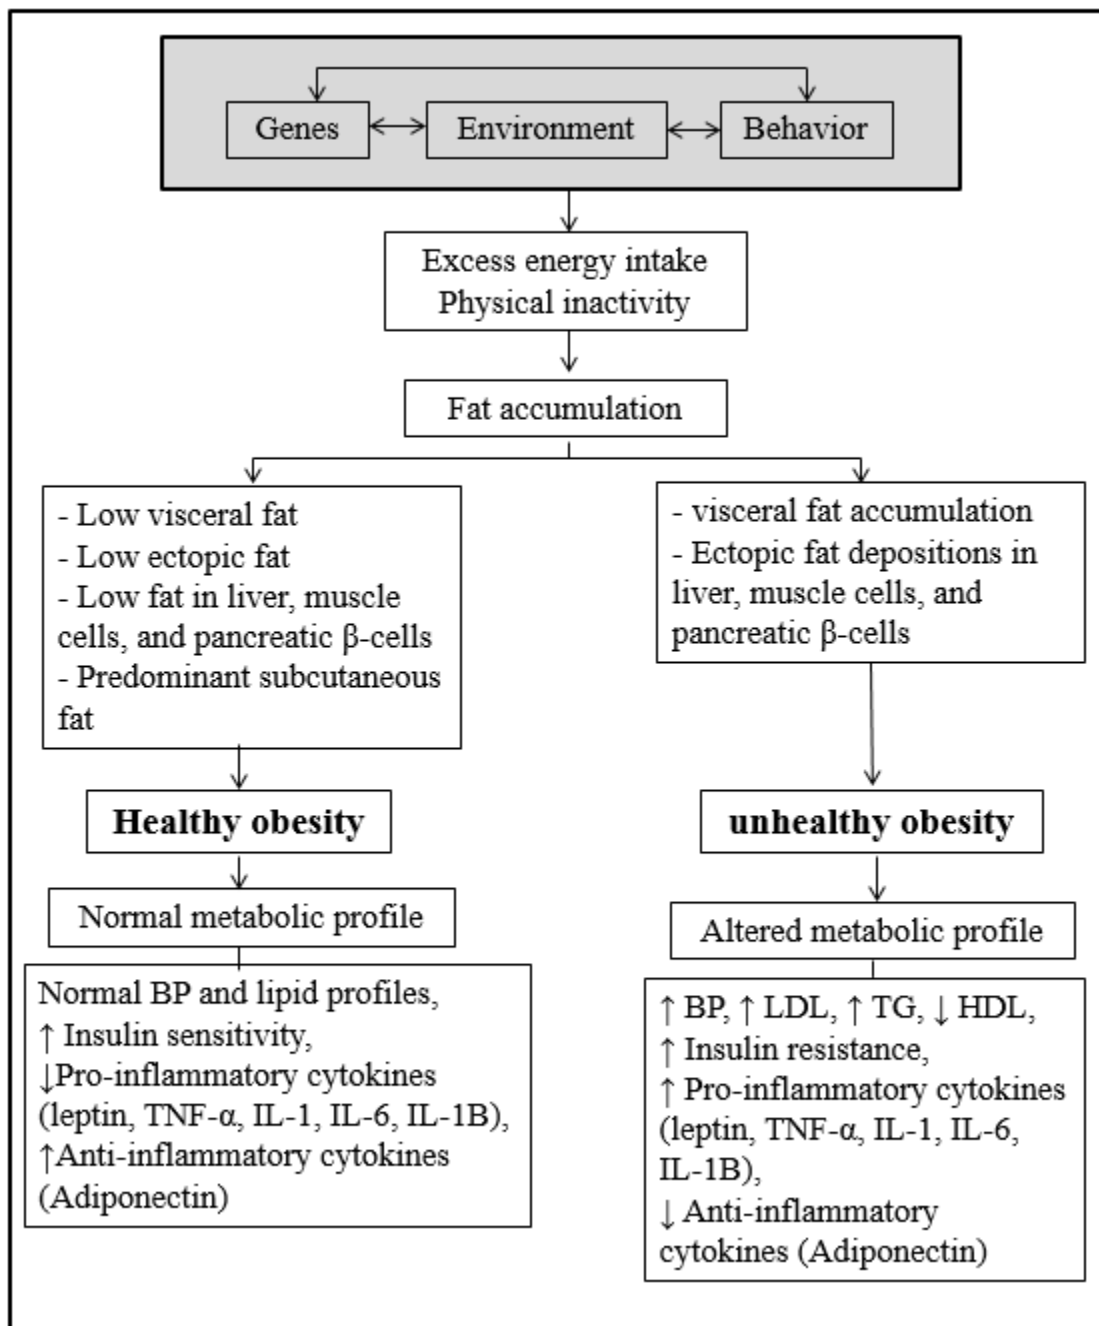 Genes
Environment
Behavior
Excess energy intake
Physical inactivity
Fat accumulation
- Low visceral fat
- Low ectopic fat
- Low fat in liver, muscle
cells, and pancreatic β-cells
- Predominant subcutaneous
fat
- visceral fat accumulation
- Ectopic fat depositions in
liver, muscle cells, and
pancreatic β-cells
Healthy obesity
unhealthy obesity
Normal metabolic profile
Altered metabolic profile
Normal BP and lipid profiles,
↑ Insulin sensitivity,
↓Pro-inflammatory cytokines
(leptin, TNF-α, IL-1, IL-6, IL-1B),
↑Anti-inflammatory cytokines
(Adiponectin)
↑ BP, ↑ LDL, ↑ TG, ↓ HDL,
↑ Insulin resistance,
↑ Pro-inflammatory cytokines
(leptin, TNF-α, IL-1, IL-6,
IL-1B),
↓ Anti-inflammatory
cytokines (Adiponectin)